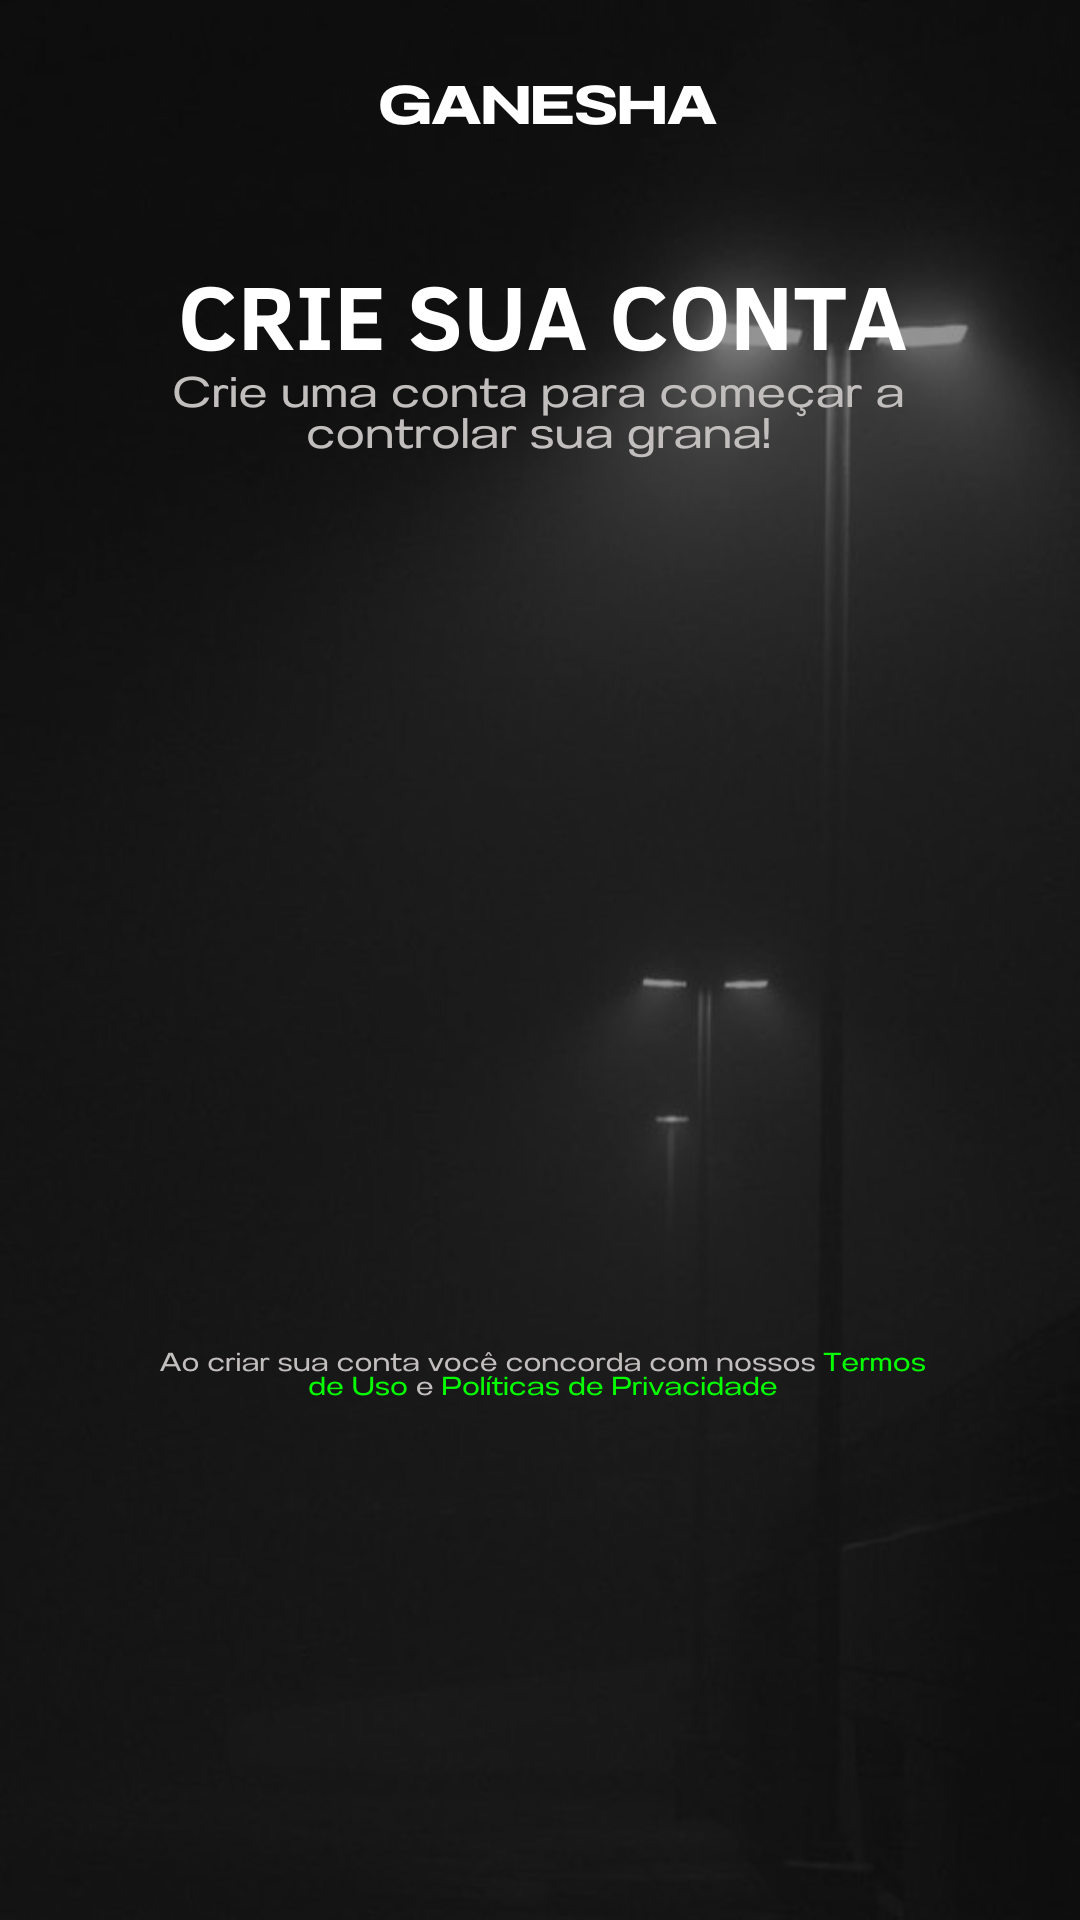 GANESHA
CRIE SUA CONTA
Crie uma conta para começar a
controlar sua grana!
Ao criar sua conta você concorda com nossos Termos
de Uso e Políticas de Privacidade